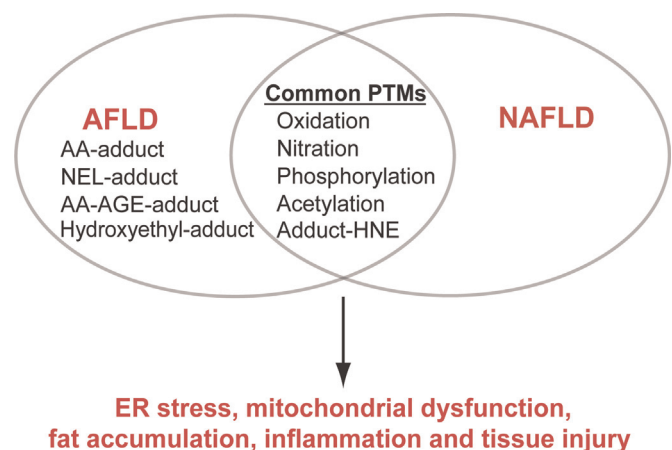 AFLD
AA-adduct
NEL-adduct
AA-AGE-adduct
Hydroxyethyl-adduct
Common PTMs
Oxidation
Nitration
Phosphorylation
Acetylation
Adduct-HNE
NAFLD
ER stress, mitochondrial dysfunction,
fat accumulation, inflammation and tissue injury